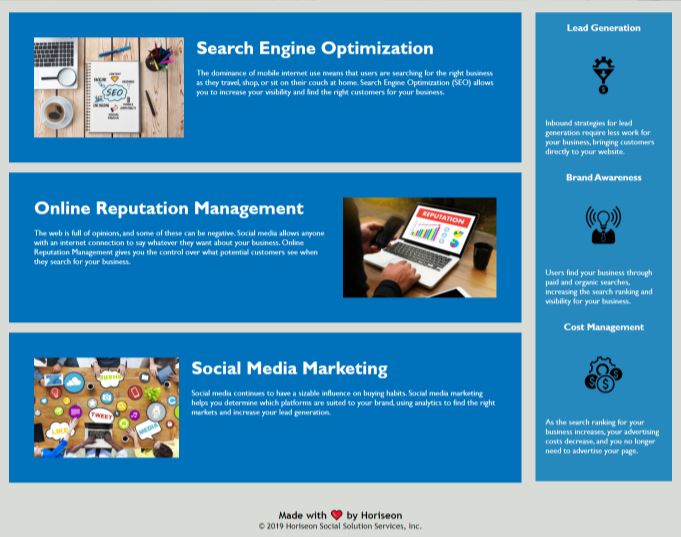 Search Engine Optimization
The dominance of mobile internet use means that users are searching for the right business
as they travel, shop, or sit on their couch at home. Search Engine Optimization (SEO) allows
you to increase your visibility and find the right customers for your business.
SEO
Online Reputation Management
The web is full of opinions, and some of these can be negative. Social media allows anyone
with an internet connection to say whatever they want about your business. Online
Reputation Management gives you the control over what potential customers see when
they search for your business.
REPUTATION
Social Media Marketing
Social media continues to have a sizable influence on buying habits. Social media marketing
helps you determine which platforms are suited to your brand, using analytics to find the right
markets and increase your lead generation.
TWEET
LIKE
MEDIA
Lead Generation
Inbound strategies for lead
generation require less work for
your business, bringing customers
directly to your website.
Brand Awareness
Users find your business through
paid and organic searches,
increasing the search ranking and
visibility for your business.
Cost Management
As the search ranking for your
business increases, your advertising
costs decrease, and you no longer
need to advertise your page.
Made with ❤️ by Horiseon
© 2019 Horiseon Social Solution Services, Inc.